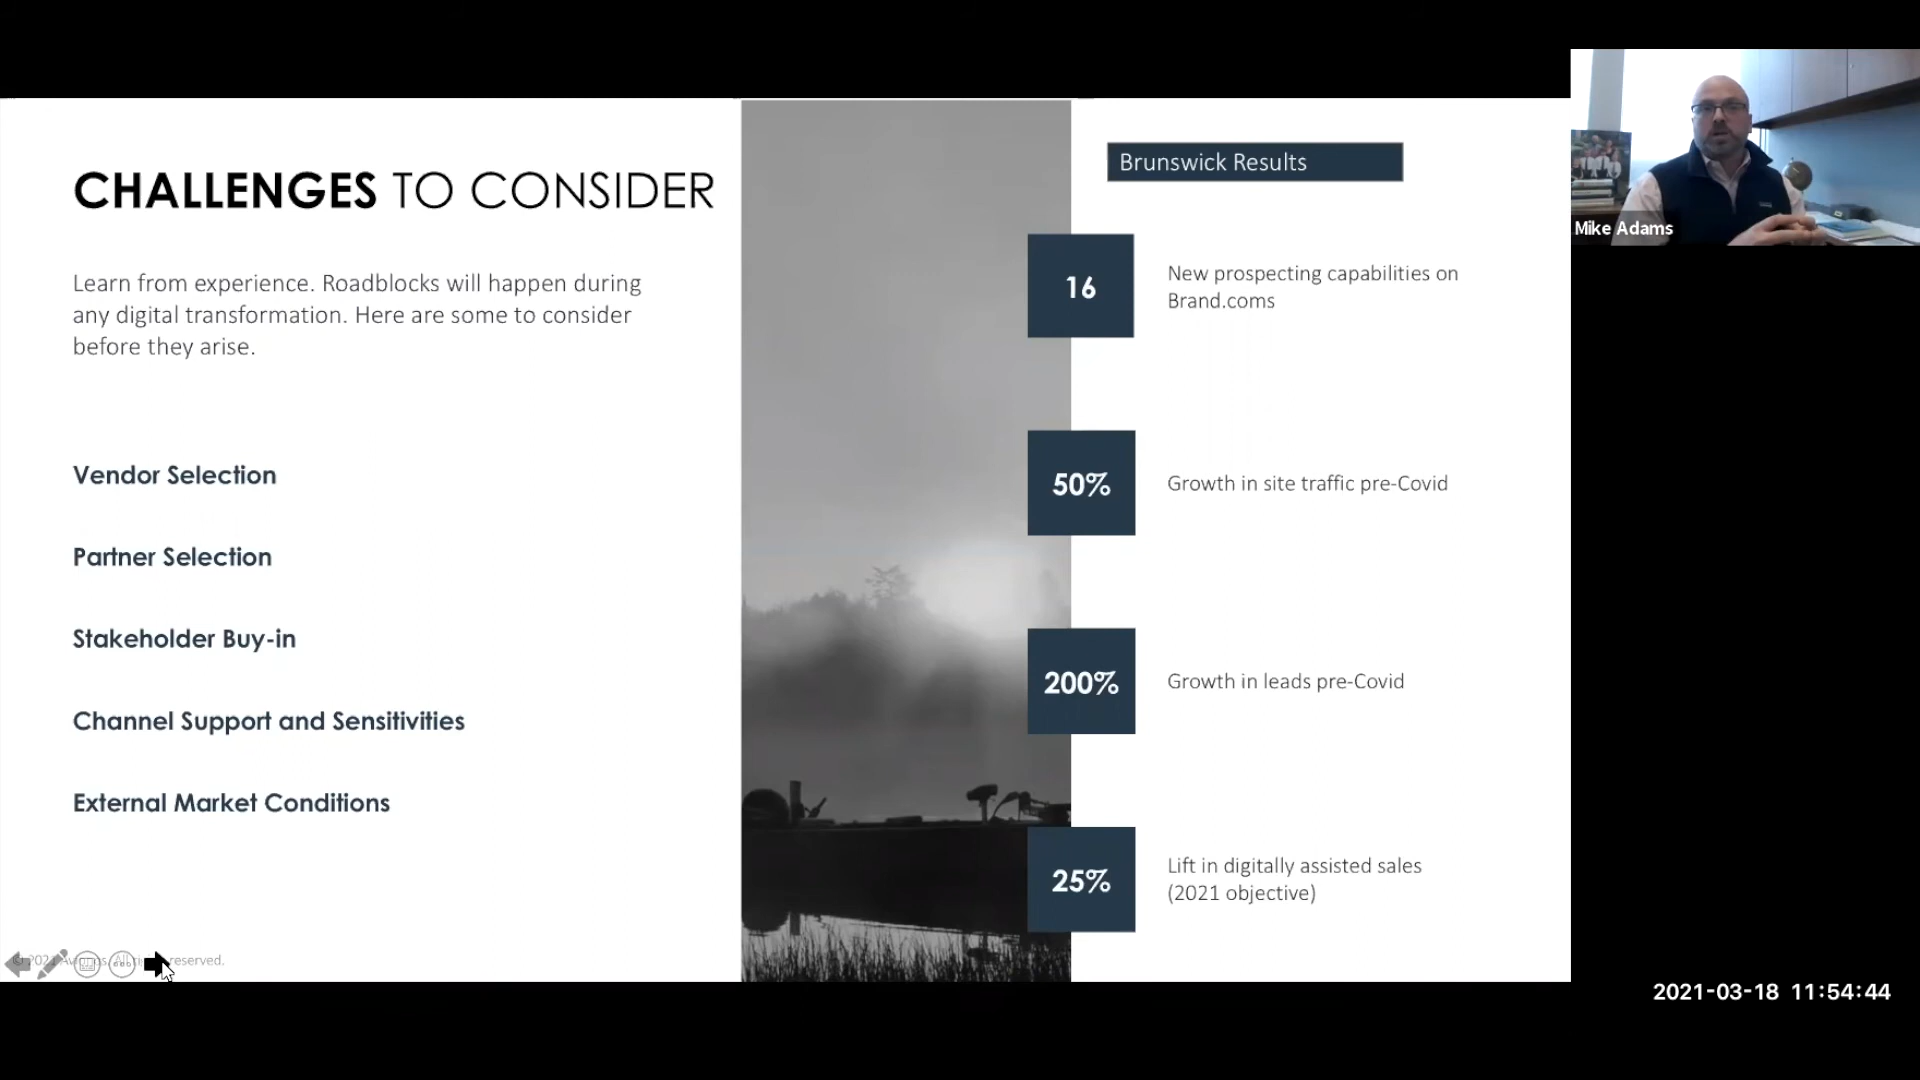 CHALLENGES TO CONSIDER
Learn from experience. Roadblocks will happen during
any digital transformation. Here are some to consider
before they arise.
Vendor Selection
Partner Selection
Stakeholder Buy-in
Channel Support and Sensitivities
External Market Conditions
Brunswick Results
16
New prospecting capabilities on
Brand.coms
50%
Growth in site traffic pre-Covid
200%
Growth in leads pre-Covid
25%
Lift in digitally assisted sales
(2021 objective)
Mike Adams
reserved.
2021-03-18 11:54:44